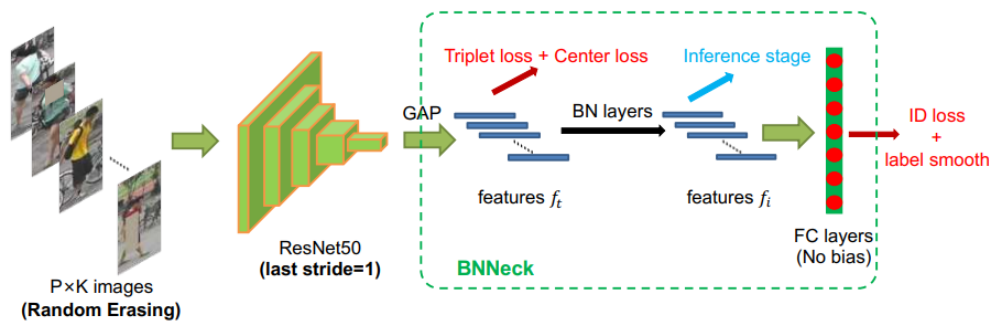 Triplet loss + Center loss
Inference stage
GAP
BN layers
ID loss
+
label smooth
features f_t
features f_i
ResNet50
(last stride=1)
BNNeck
FC layers
(No bias)
P×K images
(Random Erasing)